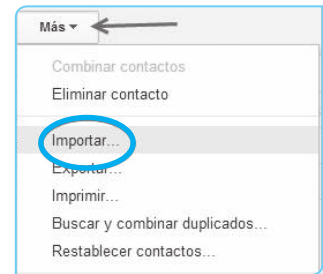 Más ▾
Combinar contactos
Eliminar contacto
Importar...
Exportar...
Imprimir...
Buscar y combinar duplicados...
Restablecer contactos...